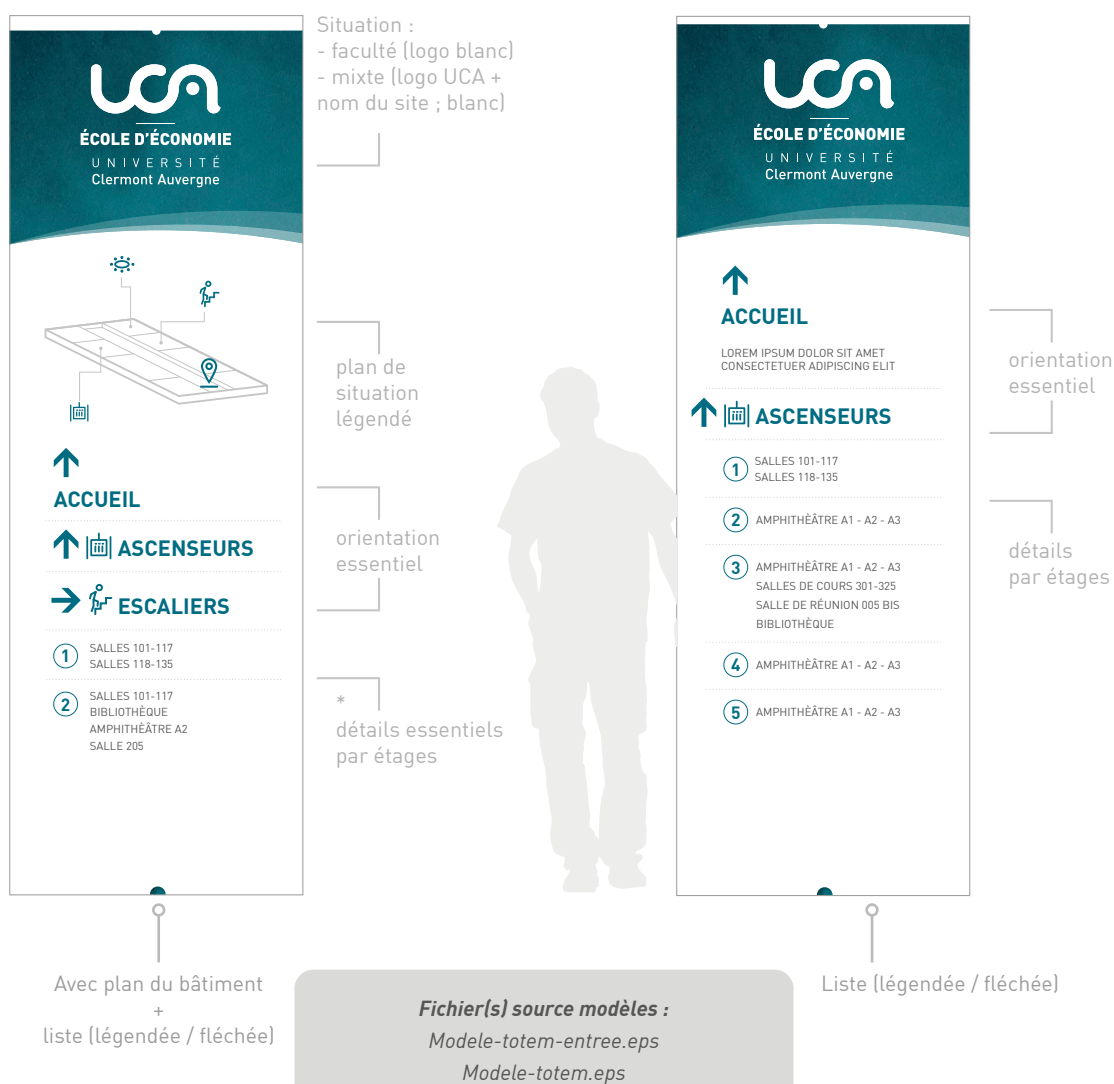 UCA
ÉCOLE D'ÉCONOMIE
UNIVERSITÉ
Clermont Auvergne
ACCUEIL
ASCENSEURS
ESCALIERS
1 SALLES 101-117
SALLES 118-135
2 SALLES 101-117
BIBLIOTHÈQUE
AMPHITHÈÂTRE A2
SALLE 205
Situation :
- faculté (logo blanc)
- mixte (logo UCA +
nom du site ; blanc)
plan de
situation
légendé
orientation
essentiel
*
détails essentiels
par étages
UCA
ÉCOLE D'ÉCONOMIE
UNIVERSITÉ
Clermont Auvergne
ACCUEIL
LOREM IPSUM DOLOR SIT AMET
CONSECTETUER ADIPISCING ELIT
ASCENSEURS
1 SALLES 101-117
SALLES 118-135
2 AMPHITHÈÂTRE A1 - A2 - A3
3 AMPHITHÈÂTRE A1 - A2 - A3
SALLES DE COURS 301-325
SALLE DE RÉUNION 005 BIS
BIBLIOTHÈQUE
4 AMPHITHÈÂTRE A1 - A2 - A3
5 AMPHITHÈÂTRE A1 - A2 - A3
orientation
essentiel
détails
par étages
Avec plan du bâtiment
+
liste (légendée / fléchée)
Liste (légendée / fléchée)
Fichier(s) source modèles :
Modele-totem-entree.eps
Modele-totem.eps